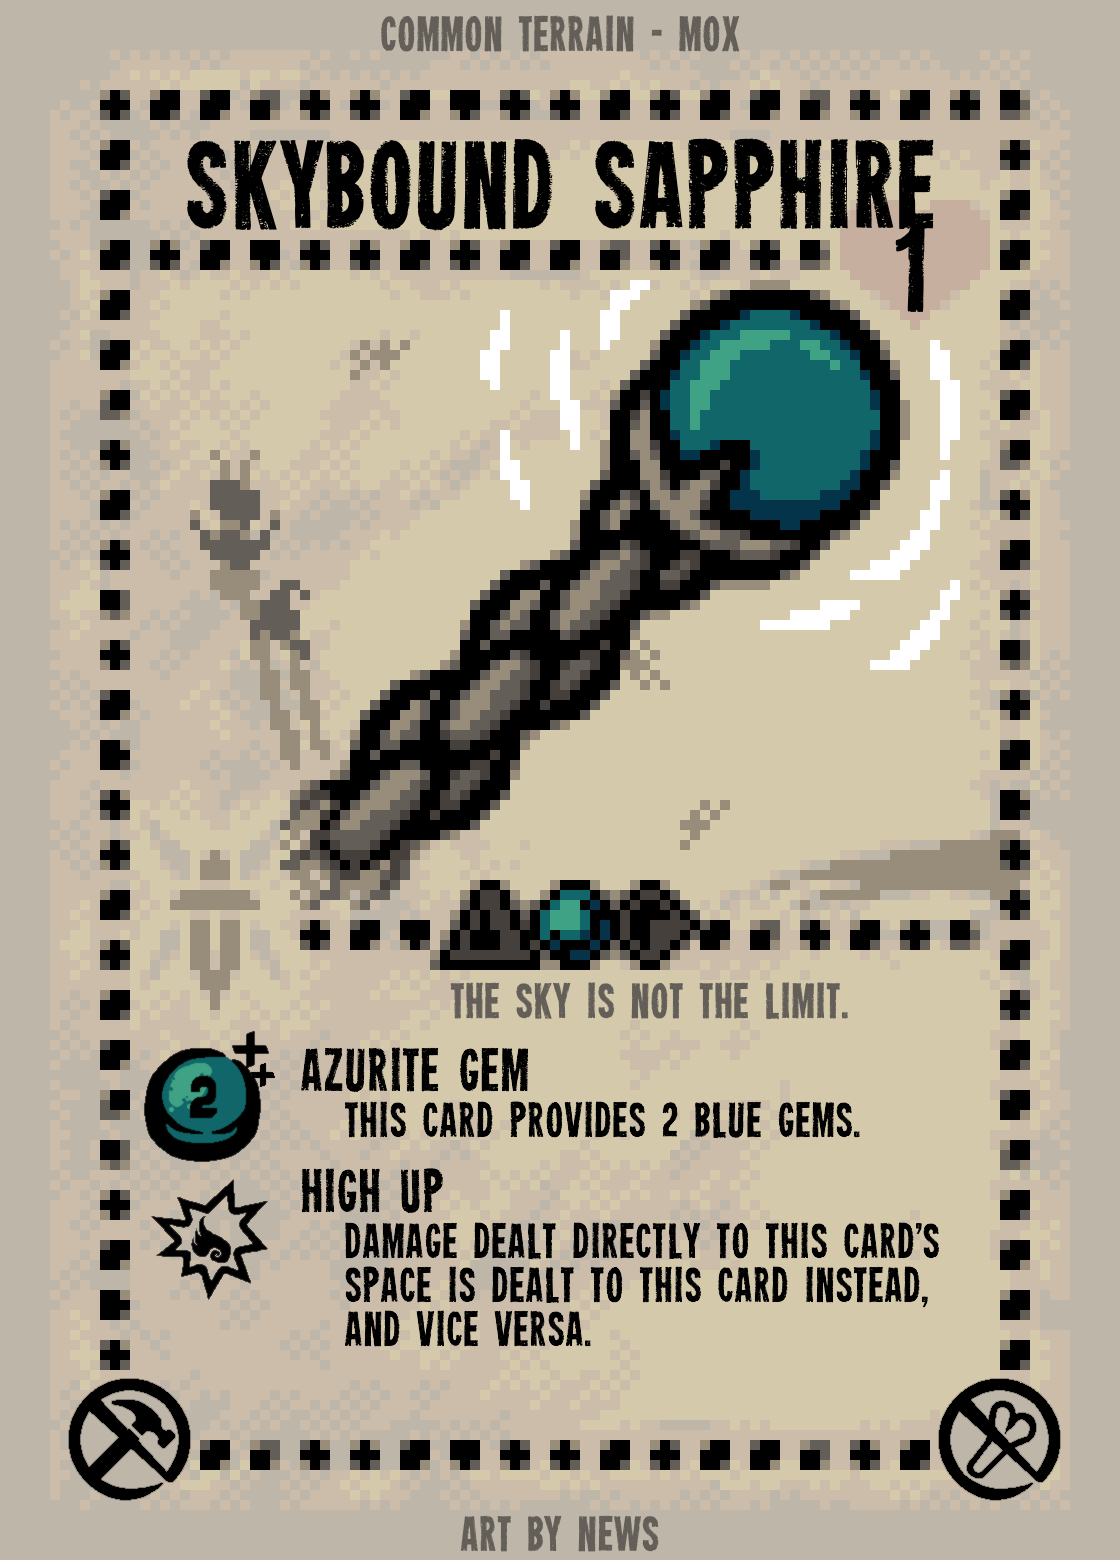 COMMON TERRAIN - MOX
SKYBOUND SAPPHIRE
1
THE SKY IS NOT THE LIMIT.
2
AZURITE GEM
THIS CARD PROVIDES 2 BLUE GEMS.
HIGH UP
DAMAGE DEALT DIRECTLY TO THIS CARD'S
SPACE IS DEALT TO THIS CARD INSTEAD,
AND VICE VERSA.
ART BY NEWS